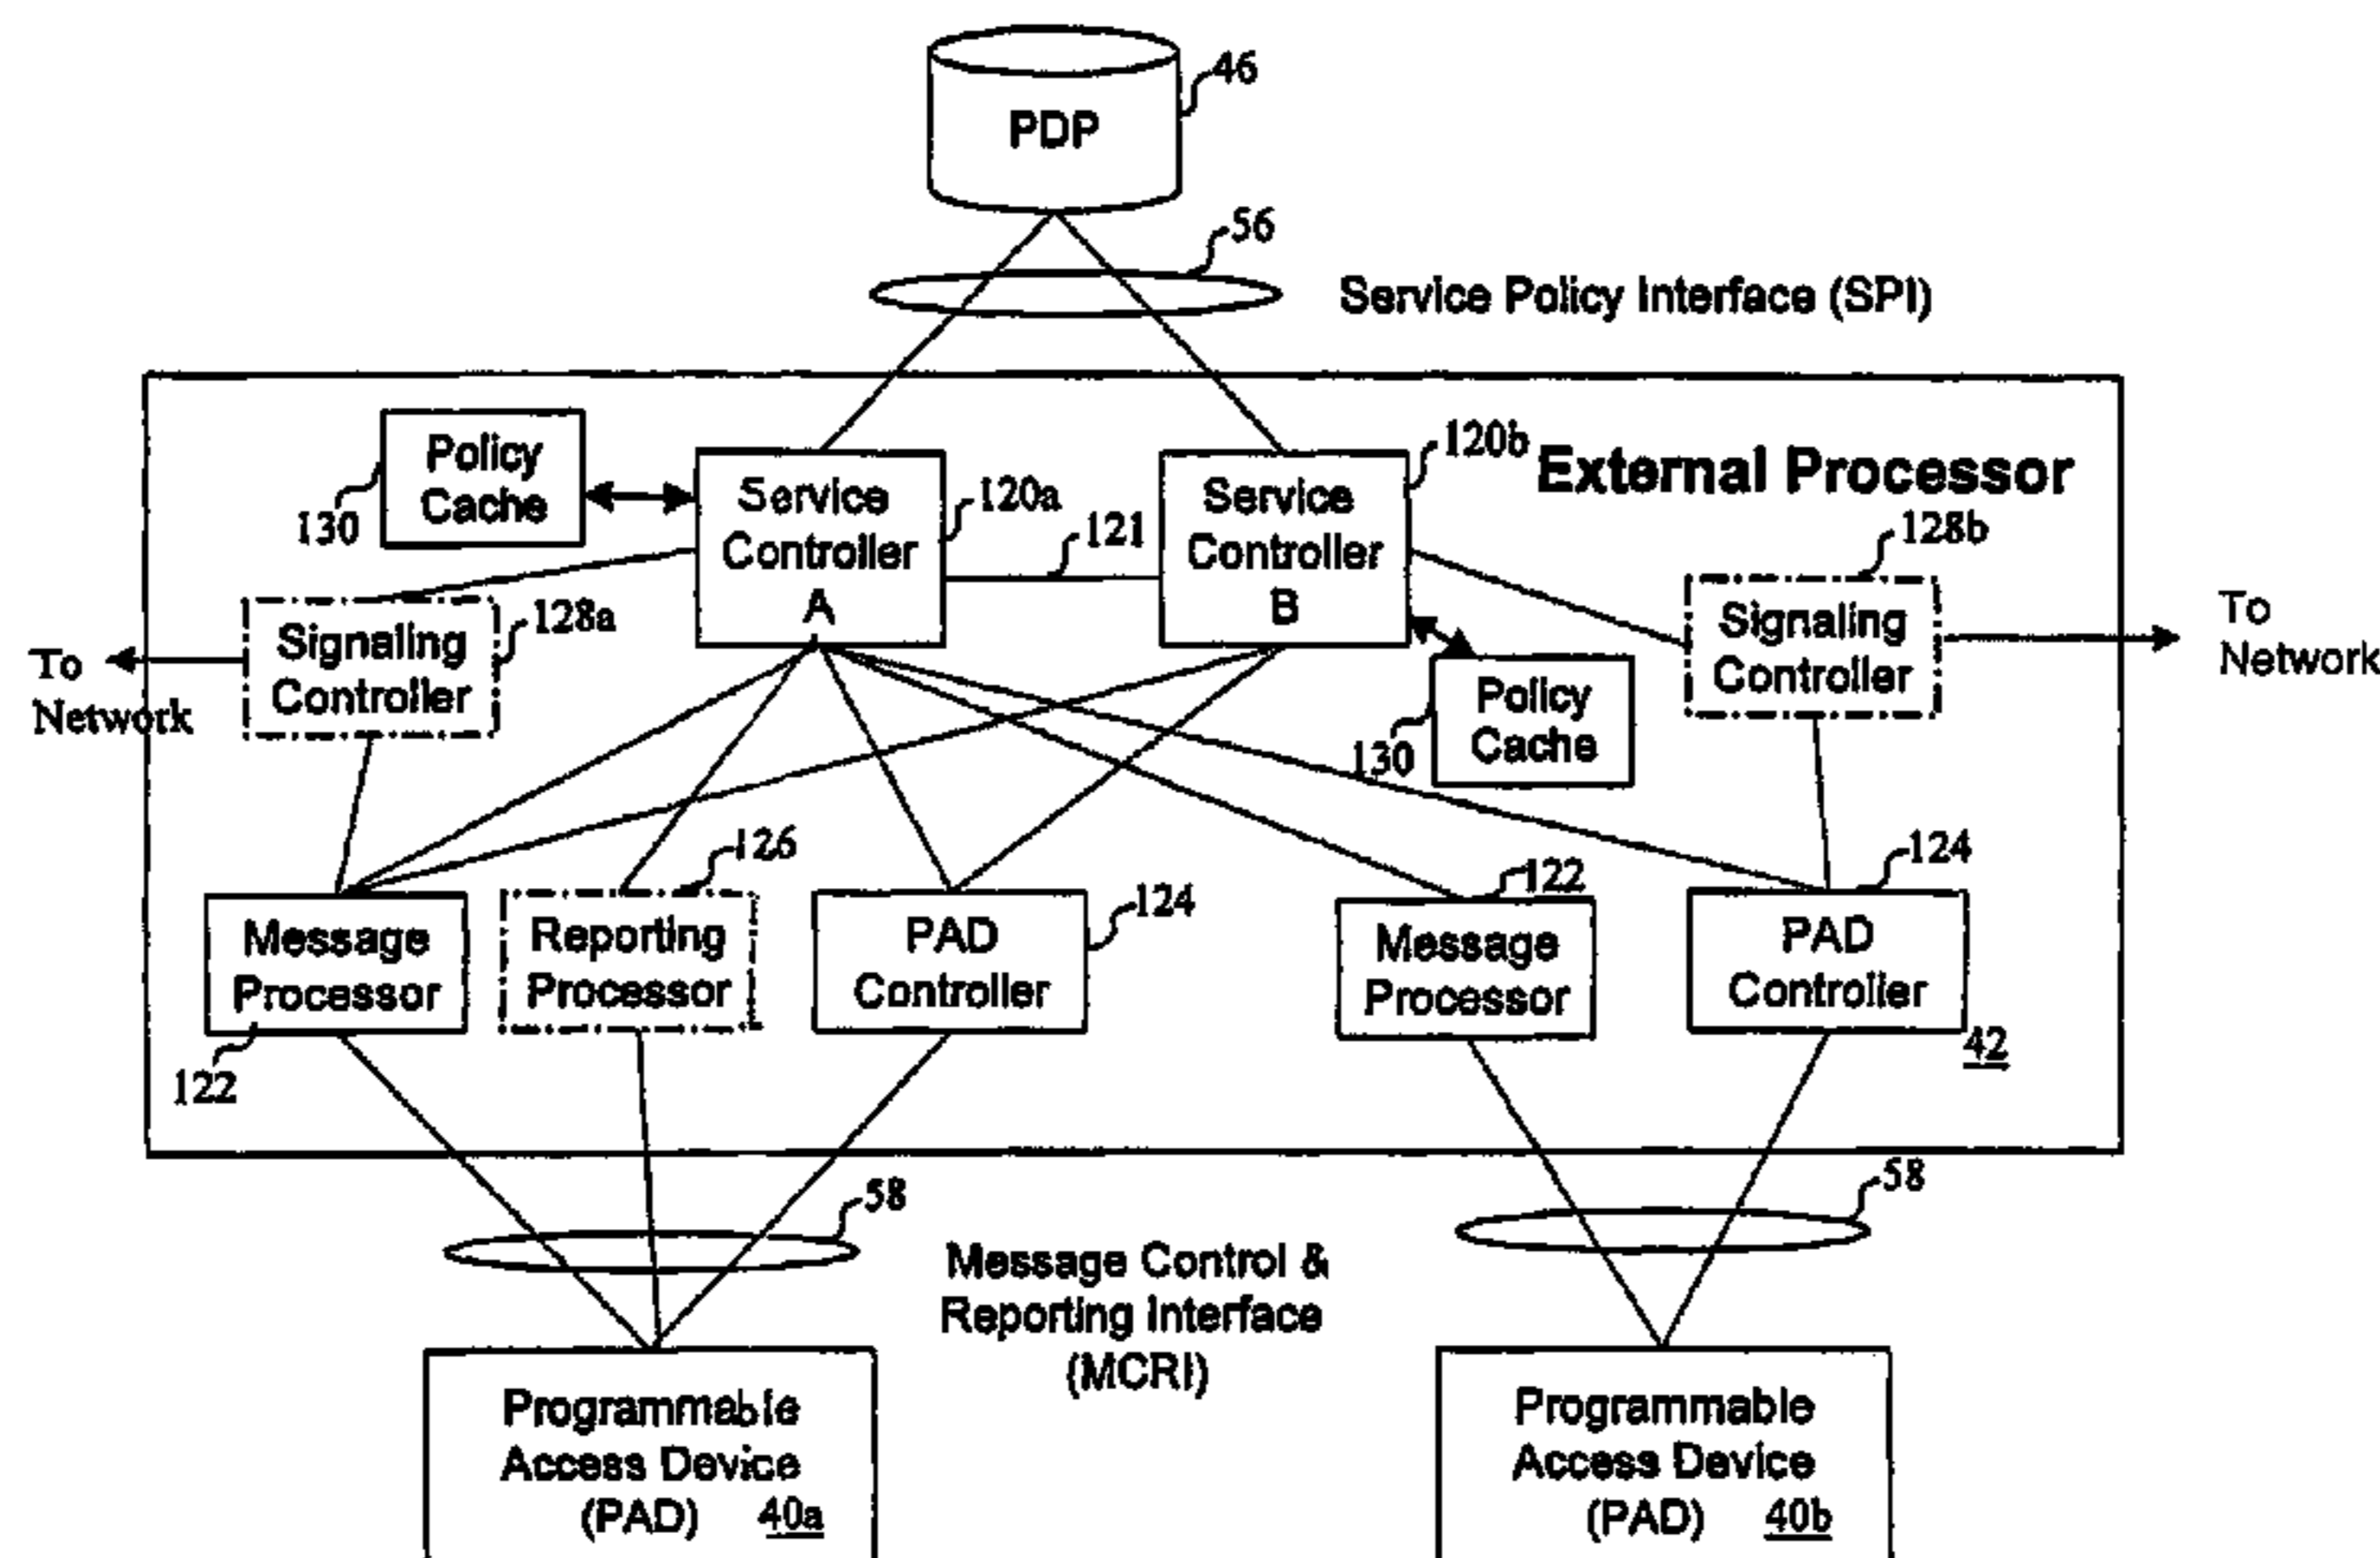 PDP
46
56
Service Policy Interface (SPI)
Policy
Cache
130
Service
Controller
A
120a
121
Service
Controller
B
120b
External Processor
128b
Signaling
Controller
128a
To
Network
Policy
Cache
130
Signaling
Controller
To
Network
Message
Processor
122
126
Reporting
Processor
PAD
Controller
124
122
Message
Processor
124
PAD
Controller
42
58
Message Control &
Reporting Interface
(MCRI)
58
Programmable
Access Device
(PAD) 40a
Programmable
Access Device
(PAD) 40b